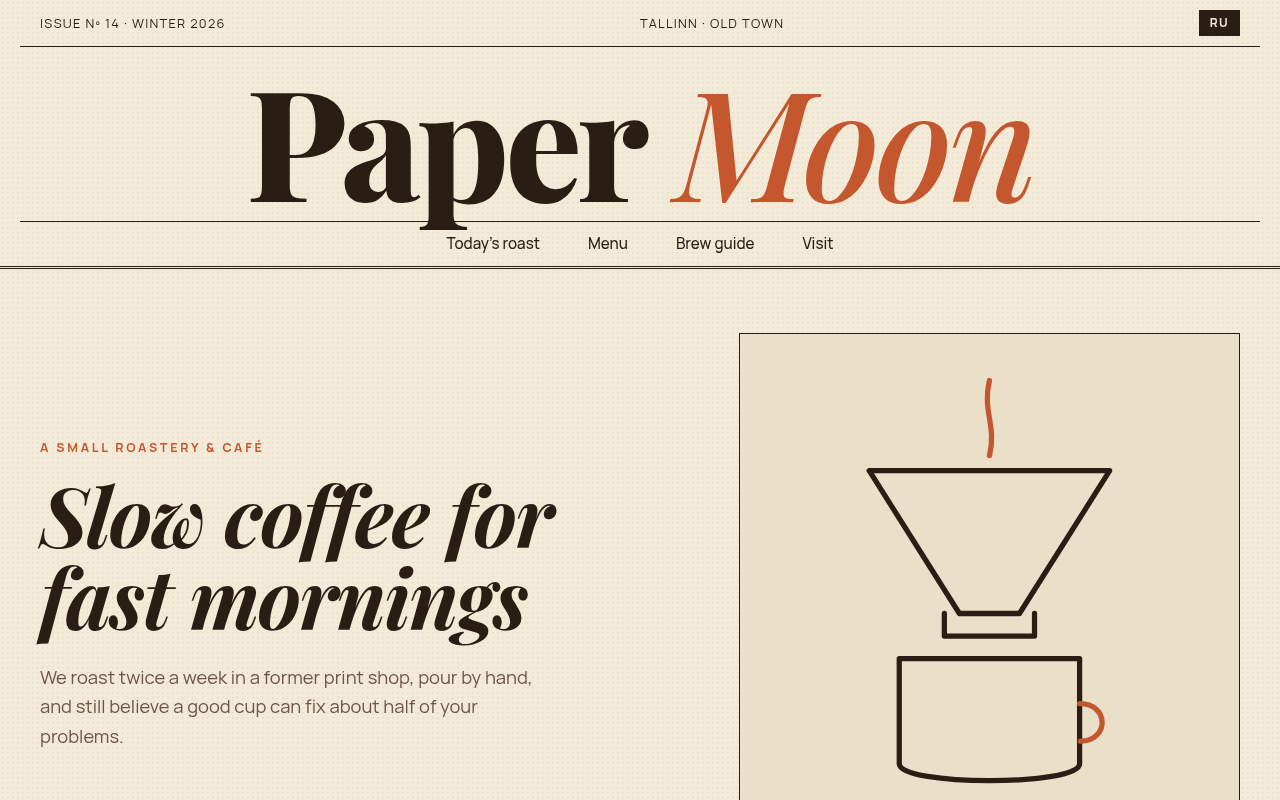 ISSUE Nº 14 · WINTER 2026
TALLINN · OLD TOWN
RU
Paper Moon
Today's roast
Menu
Brew guide
Visit
A SMALL ROASTERY & CAFÉ
Slow coffee for
fast mornings
We roast twice a week in a former print shop, pour by hand,
and still believe a good cup can fix about half of your
problems.